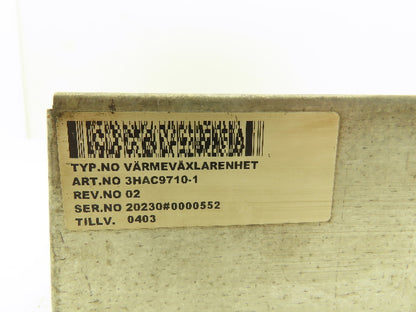 TYP.NO VÄRMEVÄXLARENHET
ART.NO 3HAC9710-1
REV.NO 02
SER.NO 20230#0000552
TILLV. 0403